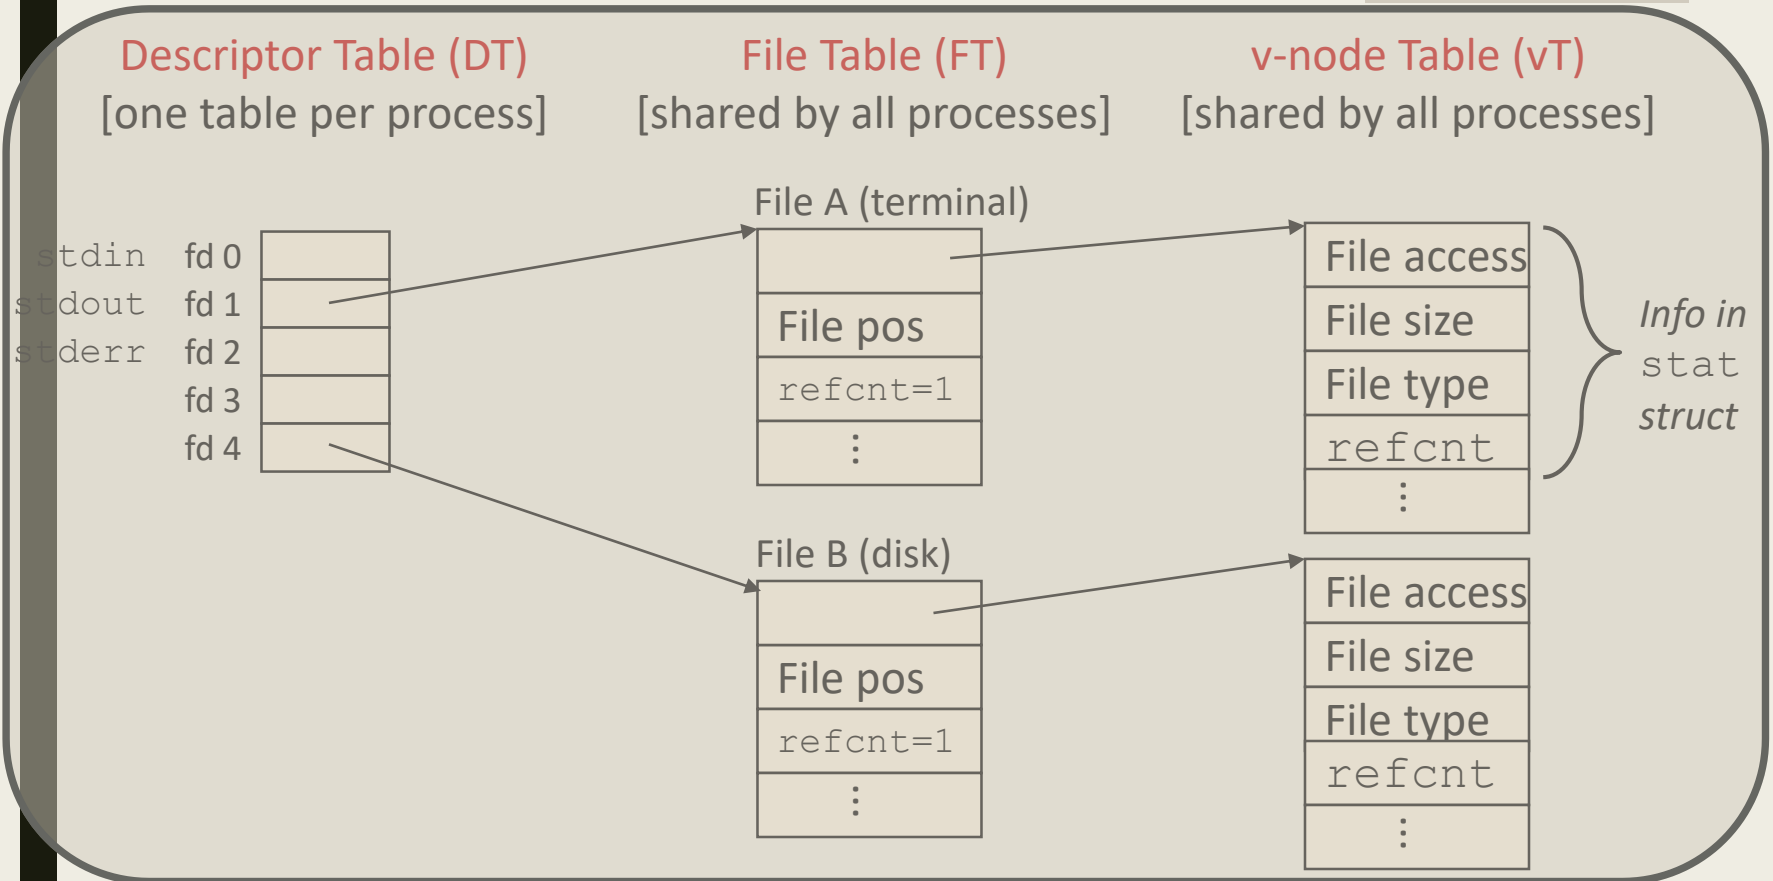 Descriptor Table (DT)
[one table per process]
File Table (FT)
[shared by all processes]
v-node Table (vT)
[shared by all processes]
stdin fd 0
stdout fd 1
stderr fd 2
fd 3
fd 4
File A (terminal)
File pos
refcnt=1
⋮
File B (disk)
File pos
refcnt=1
⋮
File access
File size
File type
refcnt
⋮
Info in
stat
struct
File access
File size
File type
refcnt
⋮